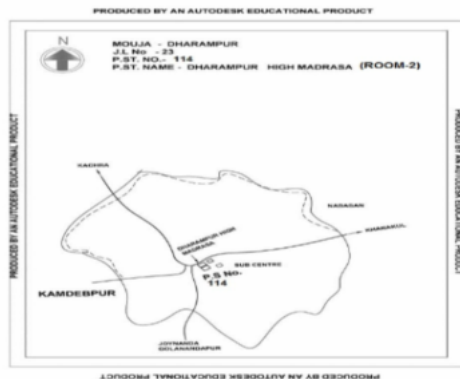 PRODUCED BY AN AUTODESK EDUCATIONAL PRODUCT
N
MOUJA - DHARAMPUR
J.L No - 23
P.ST. NO.- 114
P.ST. NAME - DHARAMPUR HIGH MADRASA (ROOM-2)
PRODUCED BY AN AUTODESK EDUCATIONAL PRODUCT
PRODUCED BY AN AUTODESK EDUCATIONAL PRODUCT
KACHRA
NABASAN
KHANAKUL
DHARAMPUR HIGH
MADRASA
SUB CENTRE
P.S No.
114
KAMDEBPUR
JOYNANDA
GOLANANDAPUR
PRODUCED BY AN AUTODESK EDUCATIONAL PRODUCT